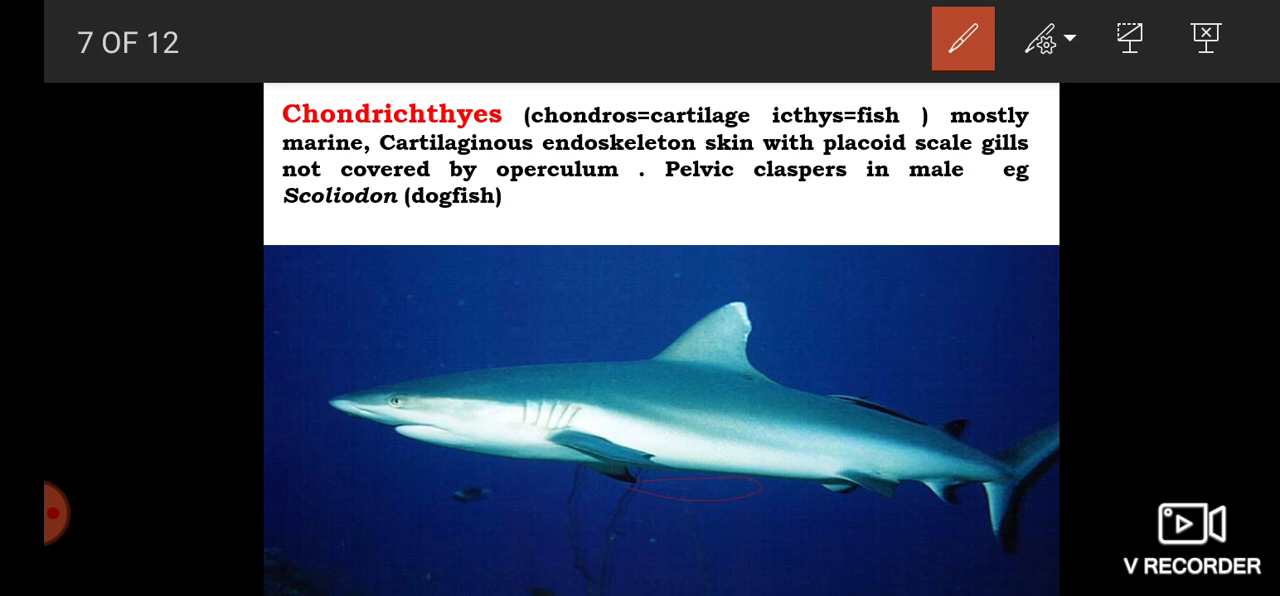 7 OF 12
Chondrichthyes (chondros=cartilage icthys=fish ) mostly
marine, Cartilaginous endoskeleton skin with placoid scale gills
not covered by operculum . Pelvic claspers in male eg
Scoliodon (dogfish)
V RECORDER